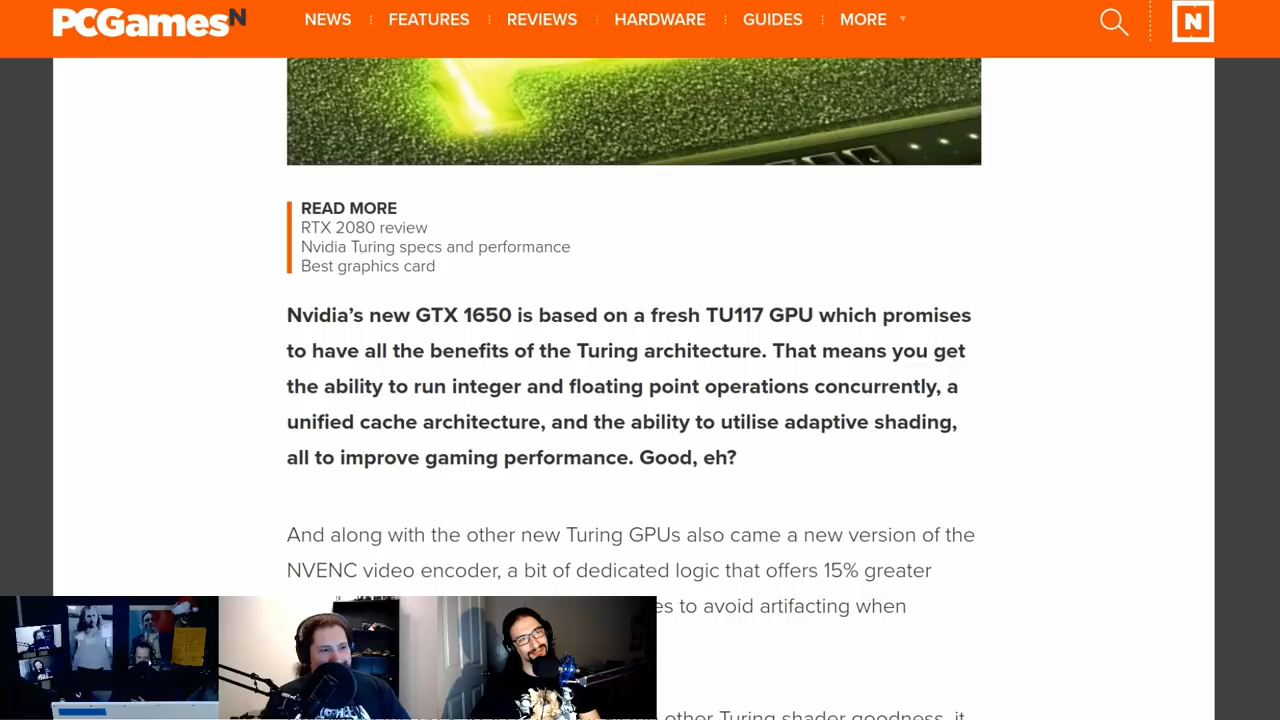 PCGamesN
NEWS
FEATURES
REVIEWS
HARDWARE
GUIDES
MORE
N
READ MORE
RTX 2080 review
Nvidia Turing specs and performance
Best graphics card
Nvidia’s new GTX 1650 is based on a fresh TU117 GPU which promises
to have all the benefits of the Turing architecture. That means you get
the ability to run integer and floating point operations concurrently, a
unified cache architecture, and the ability to utilise adaptive shading,
all to improve gaming performance. Good, eh?
And along with the other new Turing GPUs also came a new version of the
NVENC video encoder, a bit of dedicated logic that offers 15% greater
to avoid artifacting when
other Turing shader goodness, it